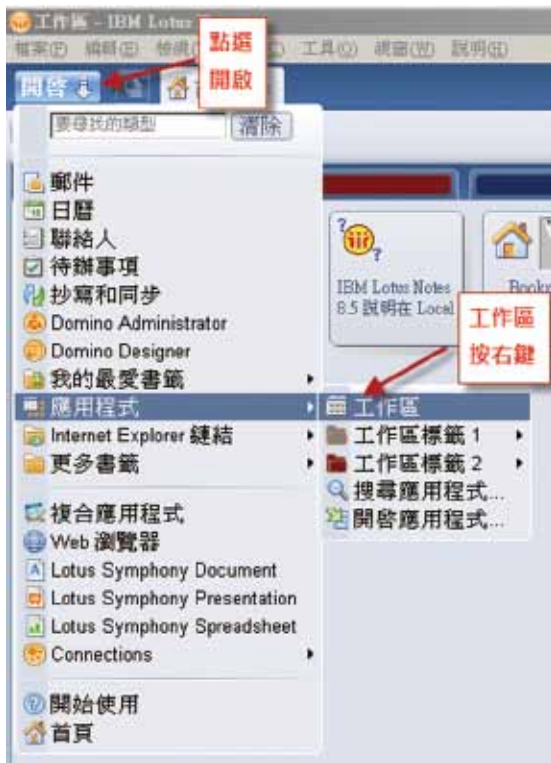 工作區 - IBM Lotus
檔案(F) 編輯(E) 檢視 工具(O) 視窗(W) 說明(H)
點選
開啟
開啓
要尋找的類型 清除
郵件
日曆
聯絡人
待辦事項
抄寫和同步
Domino Administrator
Domino Designer
我的最愛書籤
應用程式
Internet Explorer 鏈結
更多書籤
複合應用程式
Web 瀏覽器
Lotus Symphony Document
Lotus Symphony Presentation
Lotus Symphony Spreadsheet
Connections
開始使用
首頁
IBM Lotus Notes
8.5 說明在 Local
工作區
按右鍵
工作區
工作區標籤 1
工作區標籤 2
搜尋應用程式...
開啓應用程式...